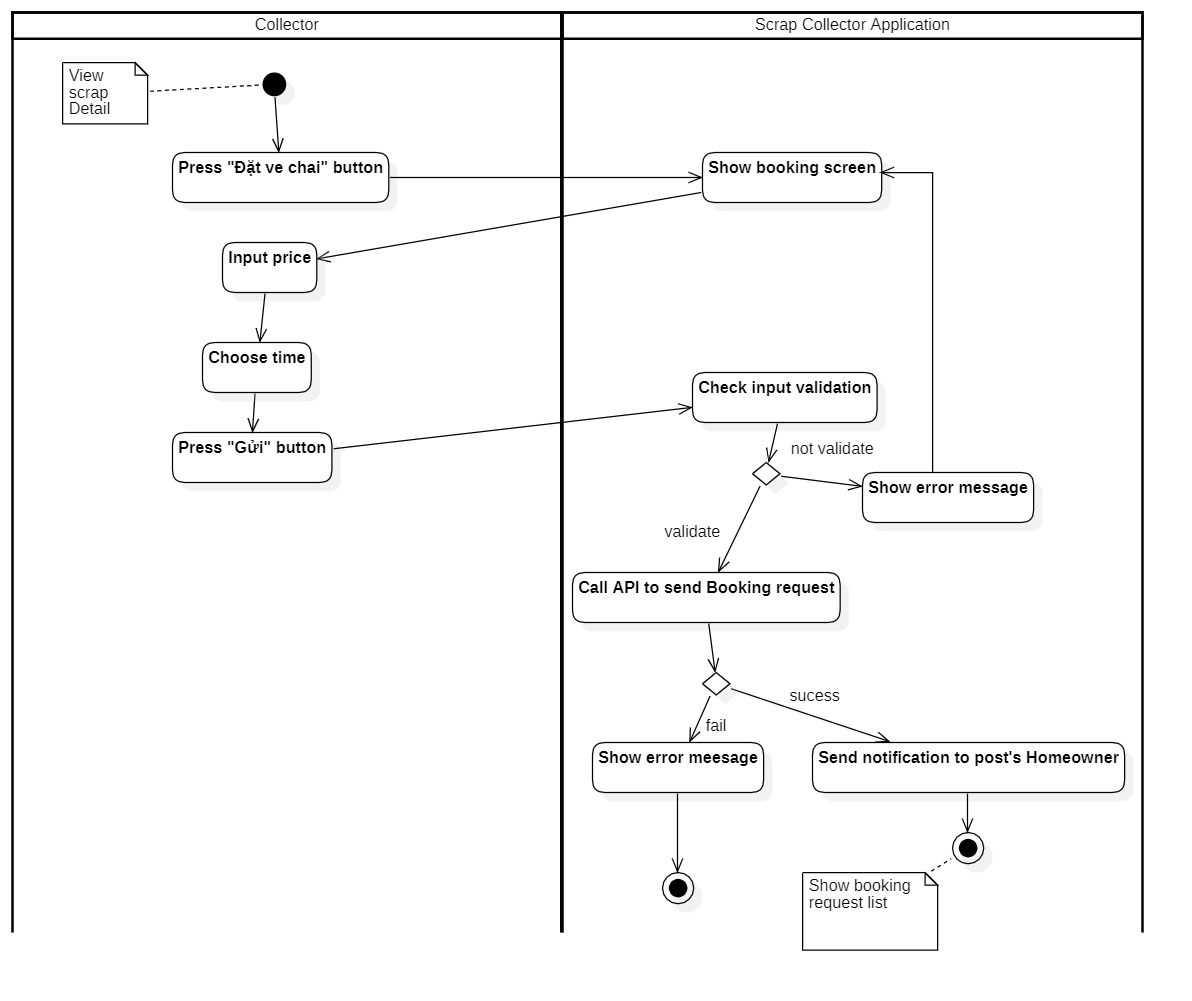 Collector
Scrap Collector Application
View
scrap
Detail
Press "Đặt ve chai" button
Show booking screen
Input price
Choose time
Check input validation
Press "Gửi" button
not validate
Show error message
validate
Call API to send Booking request
sucess
fail
Show error meesage
Send notification to post's Homeowner
Show booking
request list